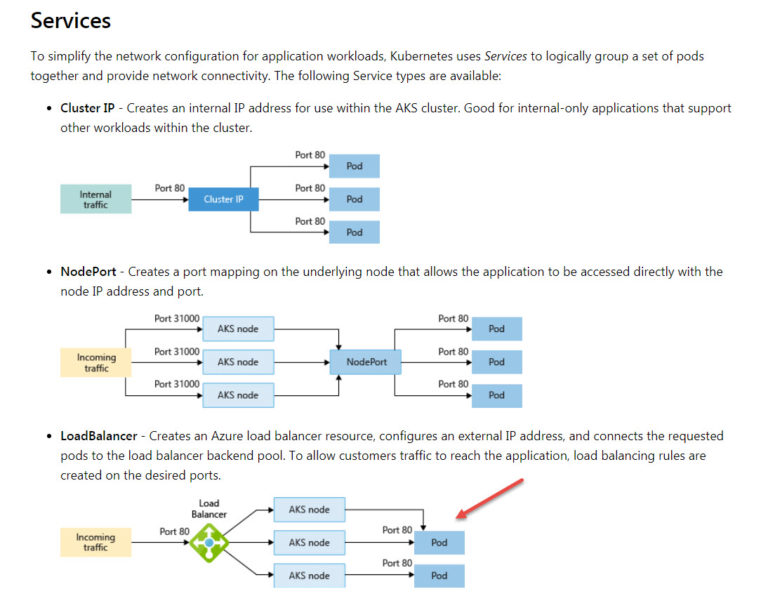 Services
To simplify the network configuration for application workloads, Kubernetes uses Services to logically group a set of pods
together and provide network connectivity. The following Service types are available:
• Cluster IP - Creates an internal IP address for use within the AKS cluster. Good for internal-only applications that support
other workloads within the cluster.
Port 80
Pod
Internal
traffic
Port 80
Cluster IP
Port 80
Pod
Port 80
Pod
• NodePort - Creates a port mapping on the underlying node that allows the application to be accessed directly with the
node IP address and port.
Port 31000
AKS node
Port 80
Pod
Incoming
traffic
Port 31000
AKS node
NodePort
Port 80
Pod
Port 31000
AKS node
Port 80
Pod
• LoadBalancer - Creates an Azure load balancer resource, configures an external IP address, and connects the requested
pods to the load balancer backend pool. To allow customers traffic to reach the application, load balancing rules are
created on the desired ports.
Load
Balancer
AKS node
Incoming
traffic
Port 80
AKS node
Port 80
Pod
AKS node
Port 80
Pod